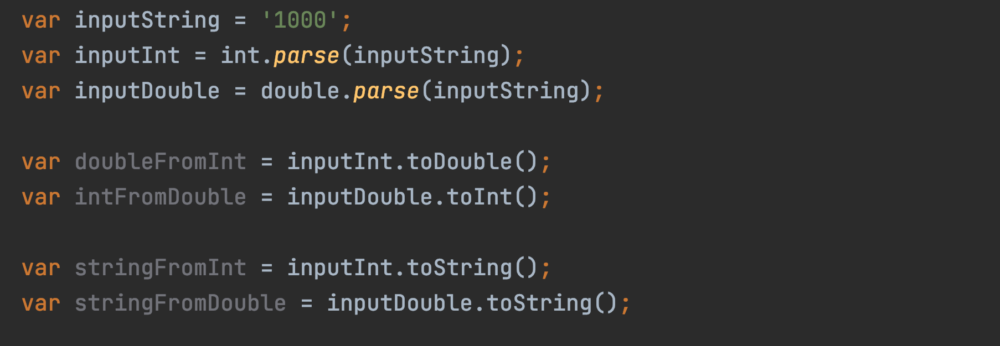 var inputString = '1000';
var inputInt = int.parse(inputString);
var inputDouble = double.parse(inputString);
var doubleFromInt = inputInt.toDouble();
var intFromDouble = inputDouble.toInt();
var stringFromInt = inputInt.toString();
var stringFromDouble = inputDouble.toString();